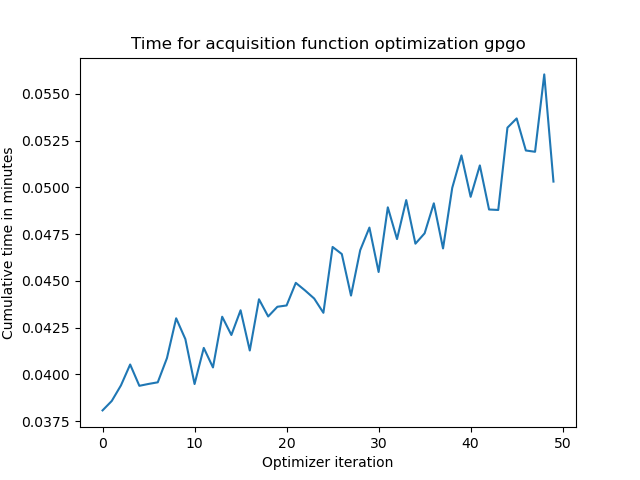 Time for acquisition function optimization gpgo
Cumulative time in minutes
0.0550
0.0525
0.0500
0.0475
0.0450
0.0425
0.0400
0.0375
0 10 20 30 40 50
Optimizer iteration